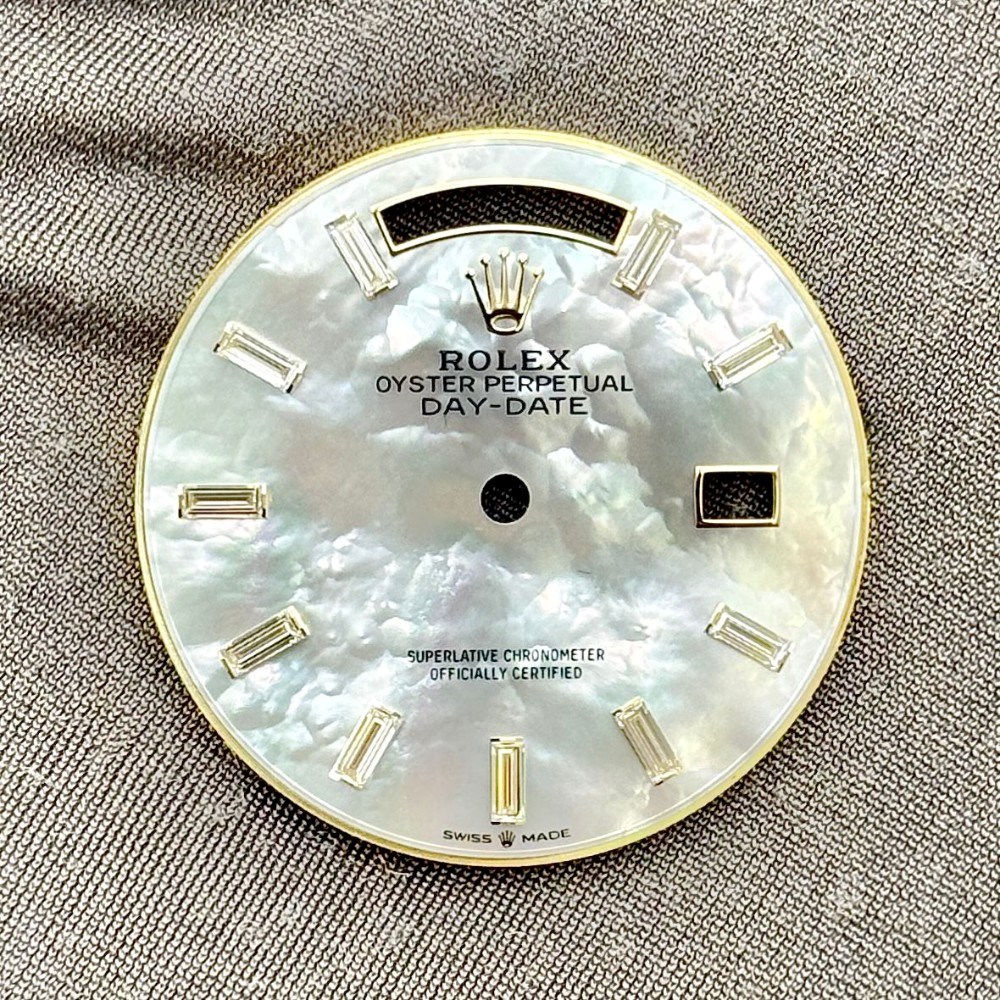 ROLEX
OYSTER PERPETUAL
DAY-DATE
SUPERLATIVE CHRONOMETER
OFFICIALLY CERTIFIED
SWISS MADE